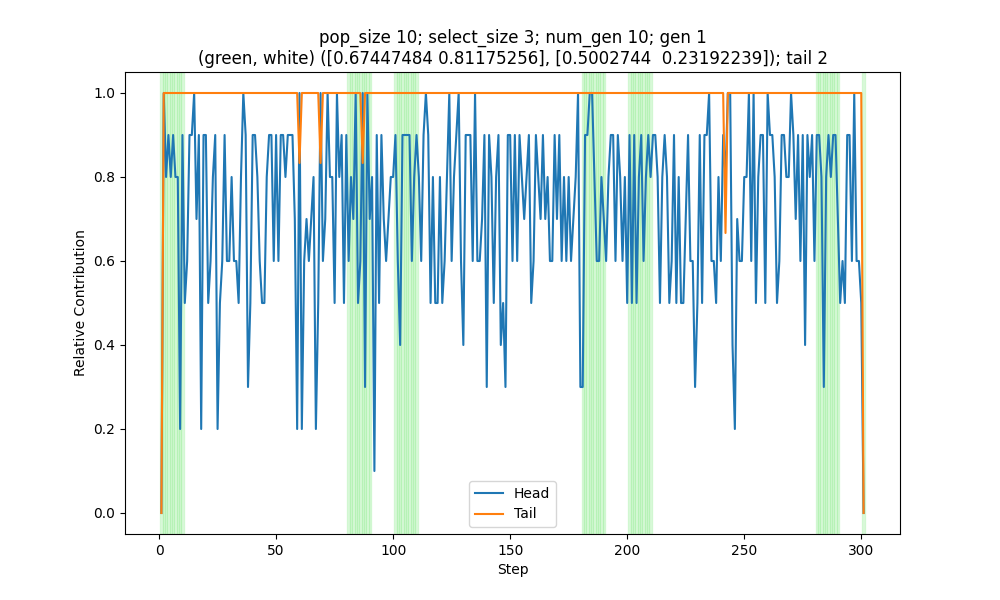 pop_size 10; select_size 3; num_gen 10; gen 1
(green, white) ([0.67447484 0.81175256], [0.5002744  0.23192239]); tail 2
1.0
0.8
0.6
0.4
0.2
0.0
Relative Contribution
Head
Tail
0
50
100
150
200
250
300
Step